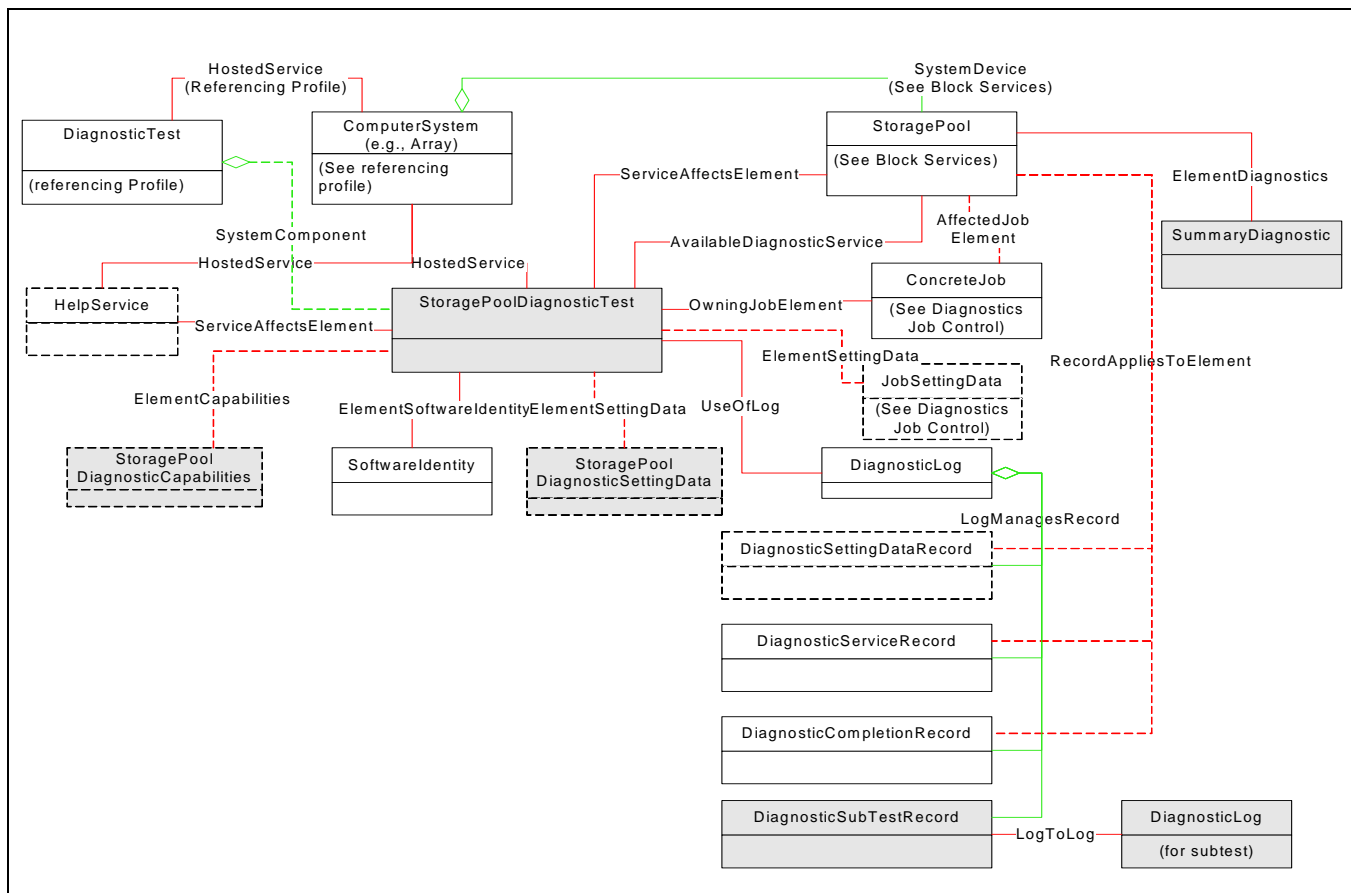 HostedService
(Referencing Profile)
SystemDevice
(See Block Services)
DiagnosticTest
(referencing Profile)
ComputerSystem
(e.g., Array)
(See referencing
profile)
StoragePool
(See Block Services)
ServiceAffectsElement
ElementDiagnostics
AffectedJob
Element
SummaryDiagnostic
SystemComponent
AvailableDiagnosticService
HostedService
HostedService
ConcreteJob
(See Diagnostics
Job Control)
HelpService
StoragePoolDiagnosticTest
OwningJobElement
ServiceAffectsElement
ElementSettingData
RecordAppliesToElement
JobSettingData
(See Diagnostics
Job Control)
ElementCapabilities
ElementSoftwareIdentity
ElementSettingData
UseOfLog
StoragePool
DiagnosticCapabilities
SoftwareIdentity
StoragePool
DiagnosticSettingData
DiagnosticLog
LogManagesRecord
DiagnosticSettingDataRecord
DiagnosticServiceRecord
DiagnosticCompletionRecord
DiagnosticSubTestRecord
LogToLog
DiagnosticLog
(for subtest)